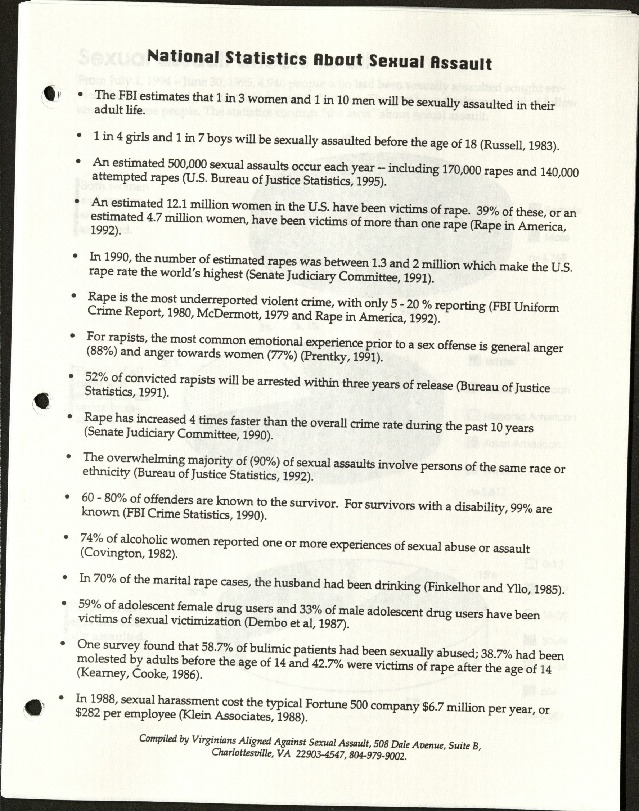 National Statistics About Sexual Assault
• The FBI estimates that 1 in 3 women and 1 in 10 men will be sexually assaulted in their
adult life.
• 1 in 4 girls and 1 in 7 boys will be sexually assaulted before the age of 18 (Russell, 1983).
• An estimated 500,000 sexual assaults occur each year -- including 170,000 rapes and 140,000
attempted rapes (U.S. Bureau of Justice Statistics, 1995).
• An estimated 12.1 million women in the U.S. have been victims of rape. 39% of these, or an
estimated 4.7 million women, have been victims of more than one rape (Rape in America,
1992).
• In 1990, the number of estimated rapes was between 1.3 and 2 million which make the U.S.
rape rate the world's highest (Senate Judiciary Committee, 1991).
• Rape is the most underreported violent crime, with only 5 - 20 % reporting (FBI Uniform
Crime Report, 1980, McDermott, 1979 and Rape in America, 1992).
• For rapists, the most common emotional experience prior to a sex offense is general anger
(88%) and anger towards women (77%) (Prentky, 1991).
• 52% of convicted rapists will be arrested within three years of release (Bureau of Justice
Statistics, 1991).
• Rape has increased 4 times faster than the overall crime rate during the past 10 years
(Senate Judiciary Committee, 1990).
• The overwhelming majority of (90%) of sexual assaults involve persons of the same race or
ethnicity (Bureau of Justice Statistics, 1992).
• 60 - 80% of offenders are known to the survivor. For survivors with a disability, 99% are
known (FBI Crime Statistics, 1990).
• 74% of alcoholic women reported one or more experiences of sexual abuse or assault
(Covington, 1982).
• In 70% of the marital rape cases, the husband had been drinking (Finkelhor and Yllo, 1985).
• 59% of adolescent female drug users and 33% of male adolescent drug users have been
victims of sexual victimization (Dembo et al, 1987).
• One survey found that 58.7% of bulimic patients had been sexually abused; 38.7% had been
molested by adults before the age of 14 and 42.7% were victims of rape after the age of 14
(Kearney, Cooke, 1986).
• In 1988, sexual harassment cost the typical Fortune 500 company $6.7 million per year, or
$282 per employee (Klein Associates, 1988).
Compiled by Virginians Aligned Against Sexual Assault, 508 Dale Avenue, Suite B,
Charlottesville, VA 22903-4547, 804-979-9002.